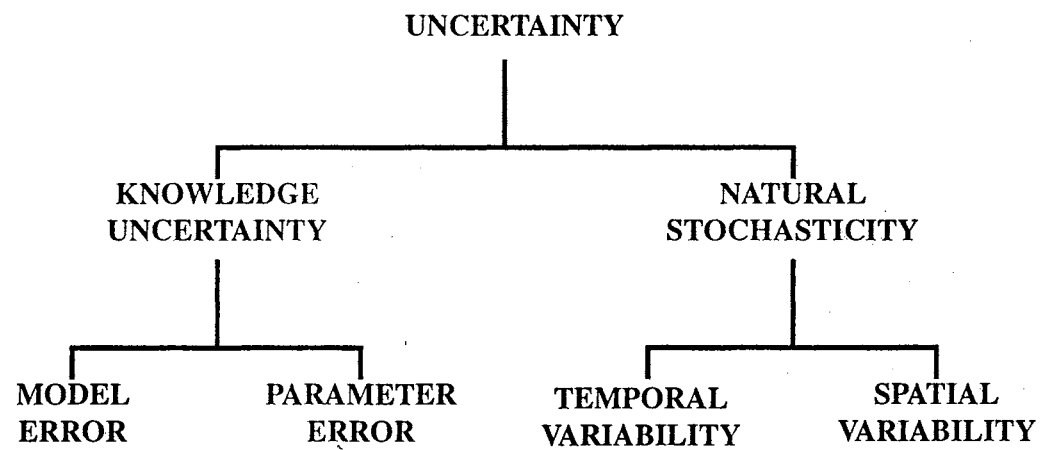 UNCERTAINTY
KNOWLEDGE
UNCERTAINTY
NATURAL
STOCHASTICITY
MODEL
ERROR
PARAMETER
ERROR
TEMPORAL
VARIABILITY
SPATIAL
VARIABILITY